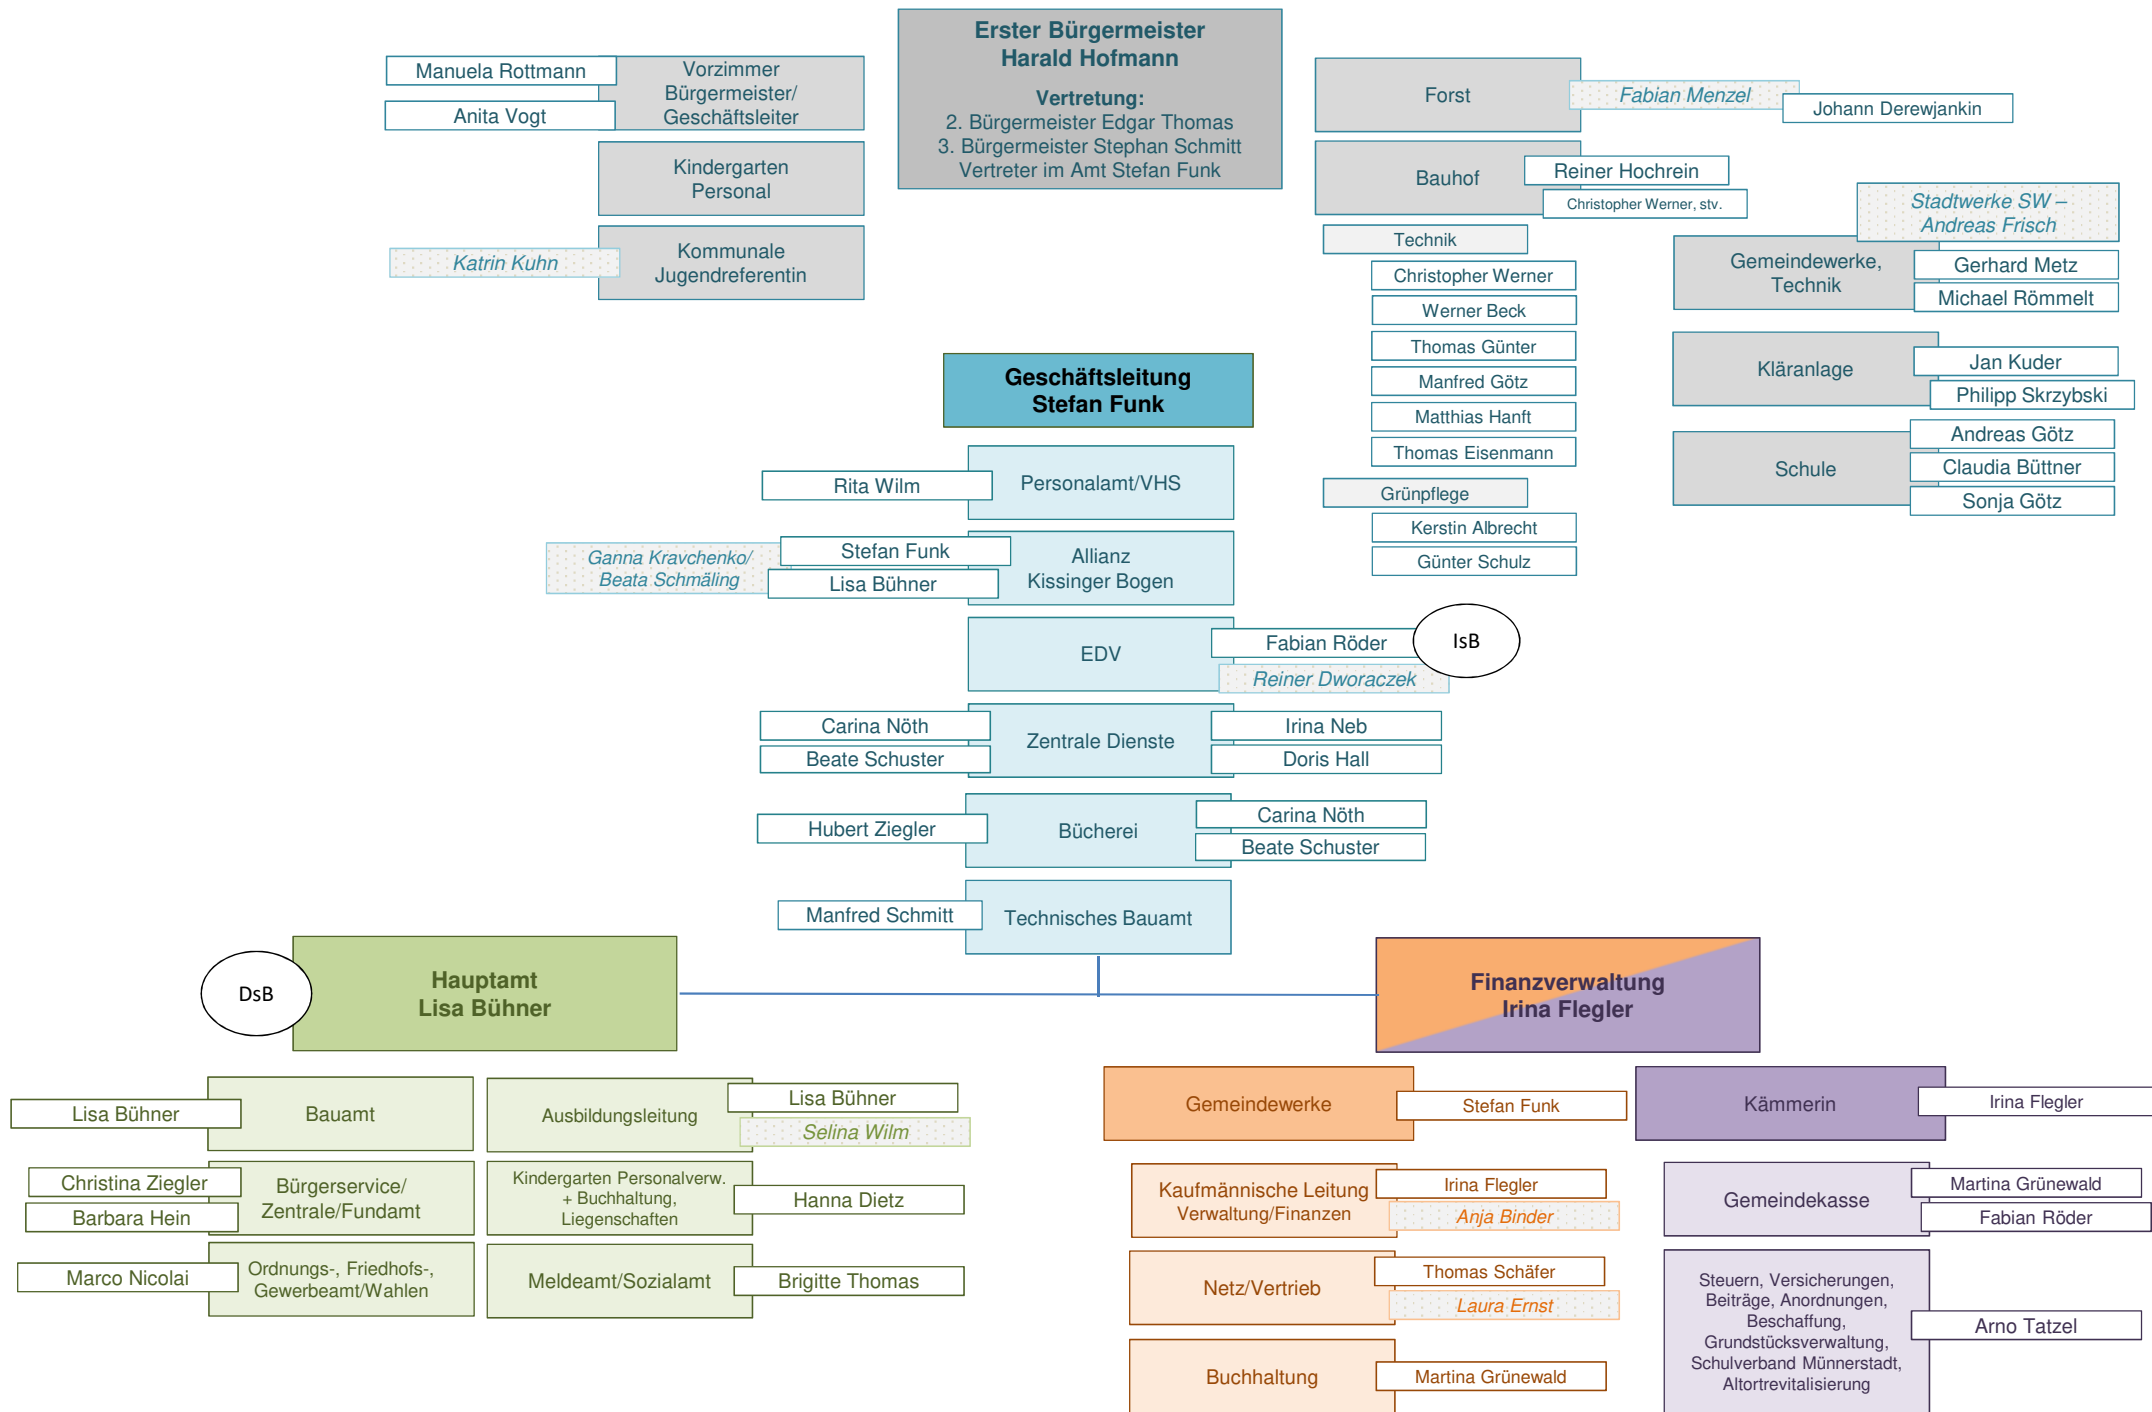 Erster Bürgermeister
Harald Hofmann
Vertretung:
2. Bürgermeister Edgar Thomas
3. Bürgermeister Stephan Schmitt
Vertreter im Amt Stefan Funk
Manuela Rottmann
Anita Vogt
Vorzimmer
Bürgermeister/
Geschäftsleiter
Kindergarten
Personal
Katrin Kuhn
Kommunale
Jugendreferentin
Forst
Fabian Menzel
Johann Derewjankin
Bauhof
Reiner Hochrein
Christopher Werner, stv.
Technik
Christopher Werner
Werner Beck
Thomas Günter
Manfred Götz
Matthias Hanft
Thomas Eisenmann
Grünpflege
Kerstin Albrecht
Günter Schulz
Stadtwerke SW –
Andreas Frisch
Gemeindewerke,
Technik
Gerhard Metz
Michael Römmelt
Kläranlage
Jan Kuder
Philipp Skrzybski
Schule
Andreas Götz
Claudia Büttner
Sonja Götz
Geschäftsleitung
Stefan Funk
Rita Wilm
Personalamt/VHS
Ganna Kravchenko/
Beata Schmäling
Stefan Funk
Lisa Bühner
Allianz
Kissinger Bogen
EDV
Fabian Röder
IsB
Reiner Dworaczek
Carina Nöth
Beate Schuster
Zentrale Dienste
Irina Neb
Doris Hall
Hubert Ziegler
Bücherei
Carina Nöth
Beate Schuster
Manfred Schmitt
Technisches Bauamt
DsB
Hauptamt
Lisa Bühner
Finanzverwaltung
Irina Flegler
Lisa Bühner
Bauamt
Christina Ziegler
Barbara Hein
Bürgerservice/
Zentrale/Fundamt
Marco Nicolai
Ordnungs-, Friedhofs-,
Gewerbeamt/Wahlen
Ausbildungsleitung
Lisa Bühner
Selina Wilm
Kindergarten Personalverw.
+ Buchhaltung,
Liegenschaften
Hanna Dietz
Meldeamt/Sozialamt
Brigitte Thomas
Gemeindewerke
Stefan Funk
Kaufmännische Leitung
Verwaltung/Finanzen
Irina Flegler
Anja Binder
Netz/Vertrieb
Thomas Schäfer
Laura Ernst
Buchhaltung
Martina Grünewald
Kämmerin
Irina Flegler
Gemeindekasse
Martina Grünewald
Fabian Röder
Steuern, Versicherungen,
Beiträge, Anordnungen,
Beschaffung,
Grundstücksverwaltung,
Schulverband Münnerstadt,
Altortrevitalisierung
Arno Tatzel